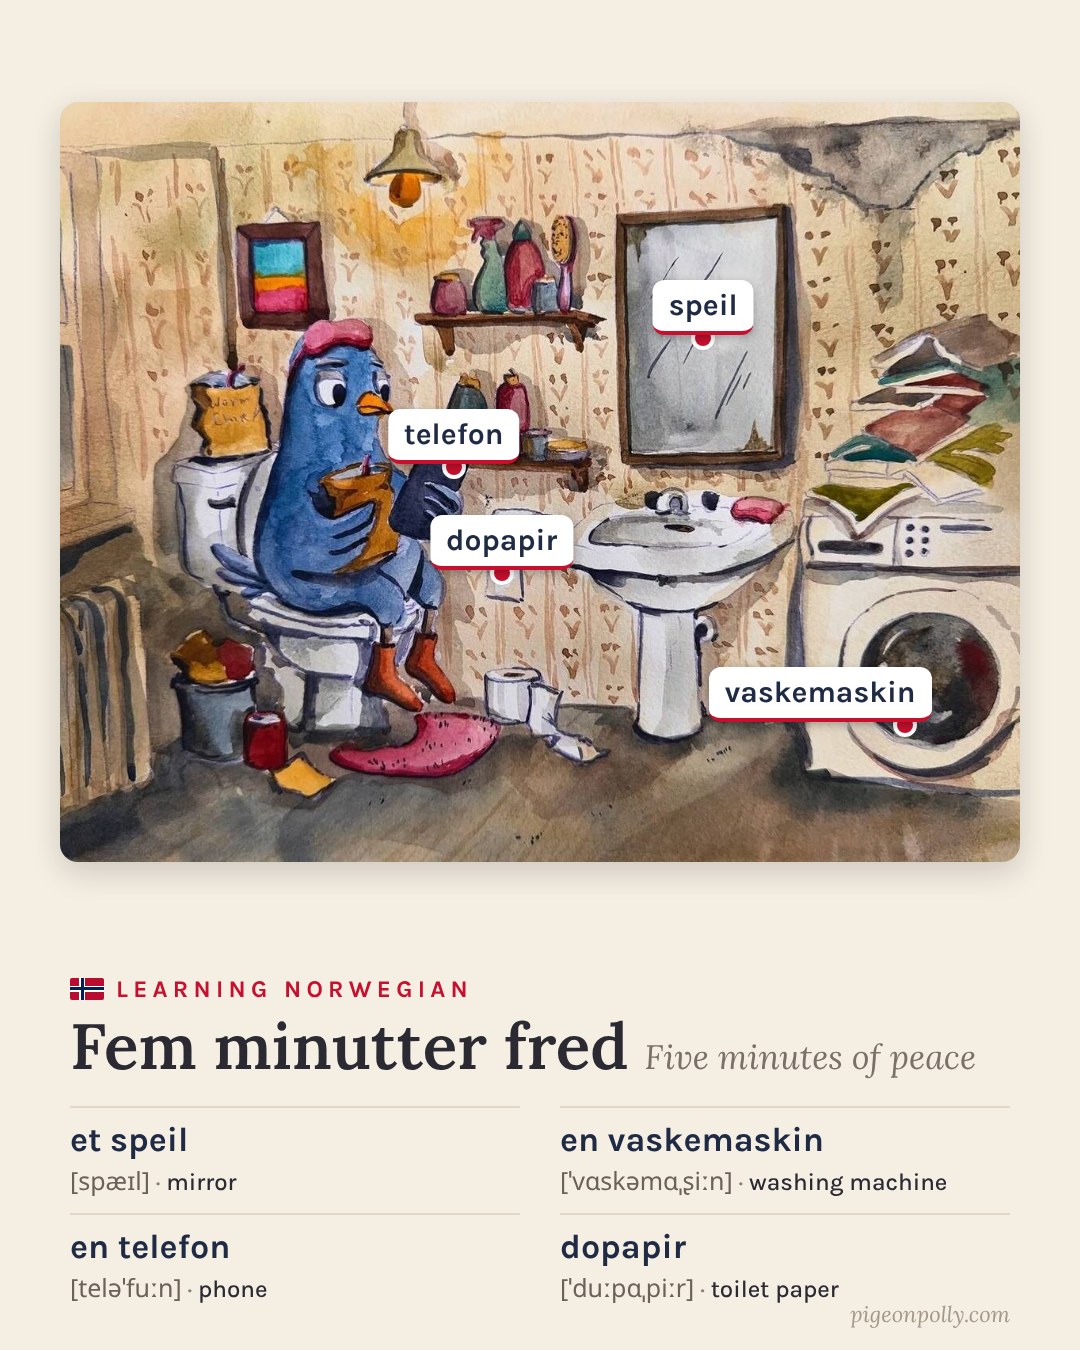 Worm
speil
telefon
dopapir
vaskemaskin
LEARNING NORWEGIAN
Fem minutter fred Five minutes of peace
et speil
[spæɪl] · mirror
en vaskemaskin
[ˈvɑskəmɑˌʂiːn] · washing machine
en telefon
[teləˈfuːn] · phone
dopapir
[ˈduːpɑˌpiːr] · toilet paper
pigeonpolly.com